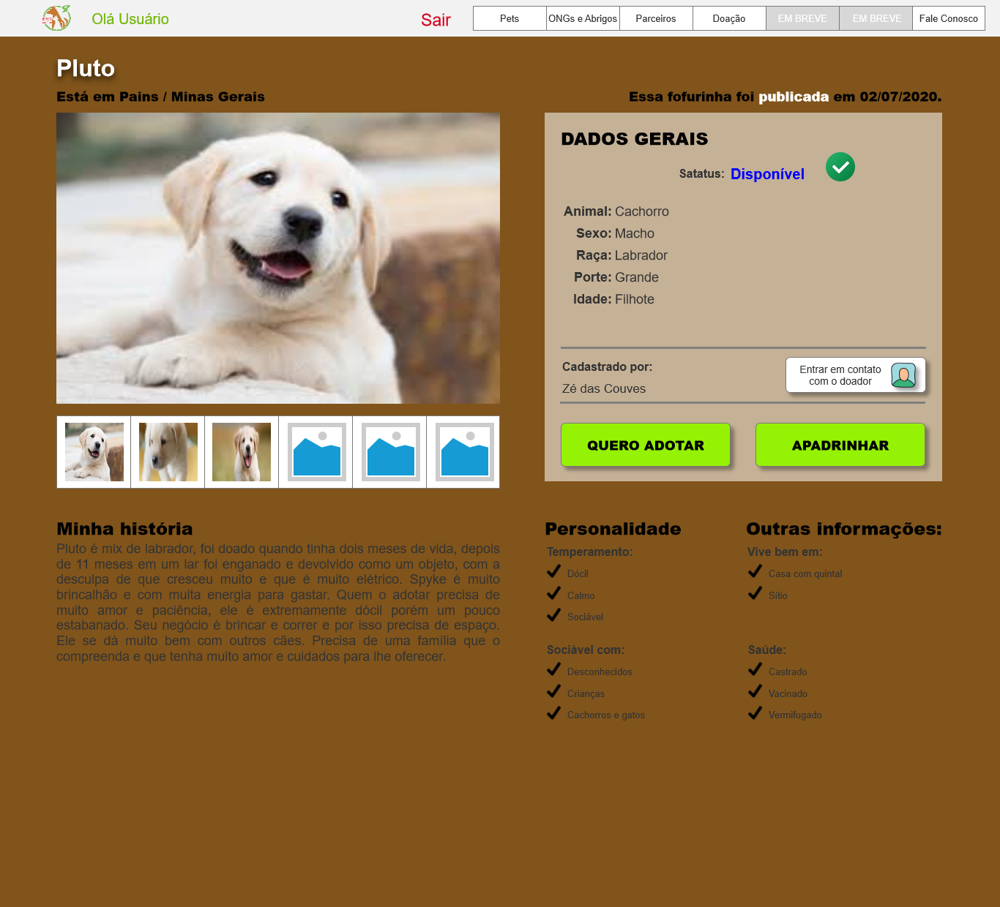 Olá Usuário
Sair
Pets
ONGs e Abrigos
Parceiros
Doação
EM BREVE
EM BREVE
Fale Conosco
Pluto
Está em Pains / Minas Gerais
Essa fofurinha foi publicada em 02/07/2020.
DADOS GERAIS
Satatus: Disponível
Animal: Cachorro
Sexo: Macho
Raça: Labrador
Porte: Grande
Idade: Filhote
Cadastrado por:
Zé das Couves
Entrar em contato
com o doador
QUERO ADOTAR
APADRINHAR
Minha história
Pluto é mix de labrador, foi doado quando tinha dois meses de vida, depois
de 11 meses em um lar foi enganado e devolvido como um objeto, com a
desculpa de que cresceu muito e que é muito elétrico. Spyke é muito
brincalhão e com muita energia para gastar. Quem o adotar precisa de
muito amor e paciência, ele é extremamente dócil porém um pouco
estabanado. Seu negócio é brincar e correr e por isso precisa de espaço.
Ele se dá muito bem com outros cães. Precisa de uma família que o
compreenda e que tenha muito amor e cuidados para lhe oferecer.
Personalidade
Temperamento:
Dócil
Calmo
Sociável
Sociável com:
Desconhecidos
Crianças
Cachorros e gatos
Outras informações:
Vive bem em:
Casa com quintal
Sítio
Saúde:
Castrado
Vacinado
Vermifugado